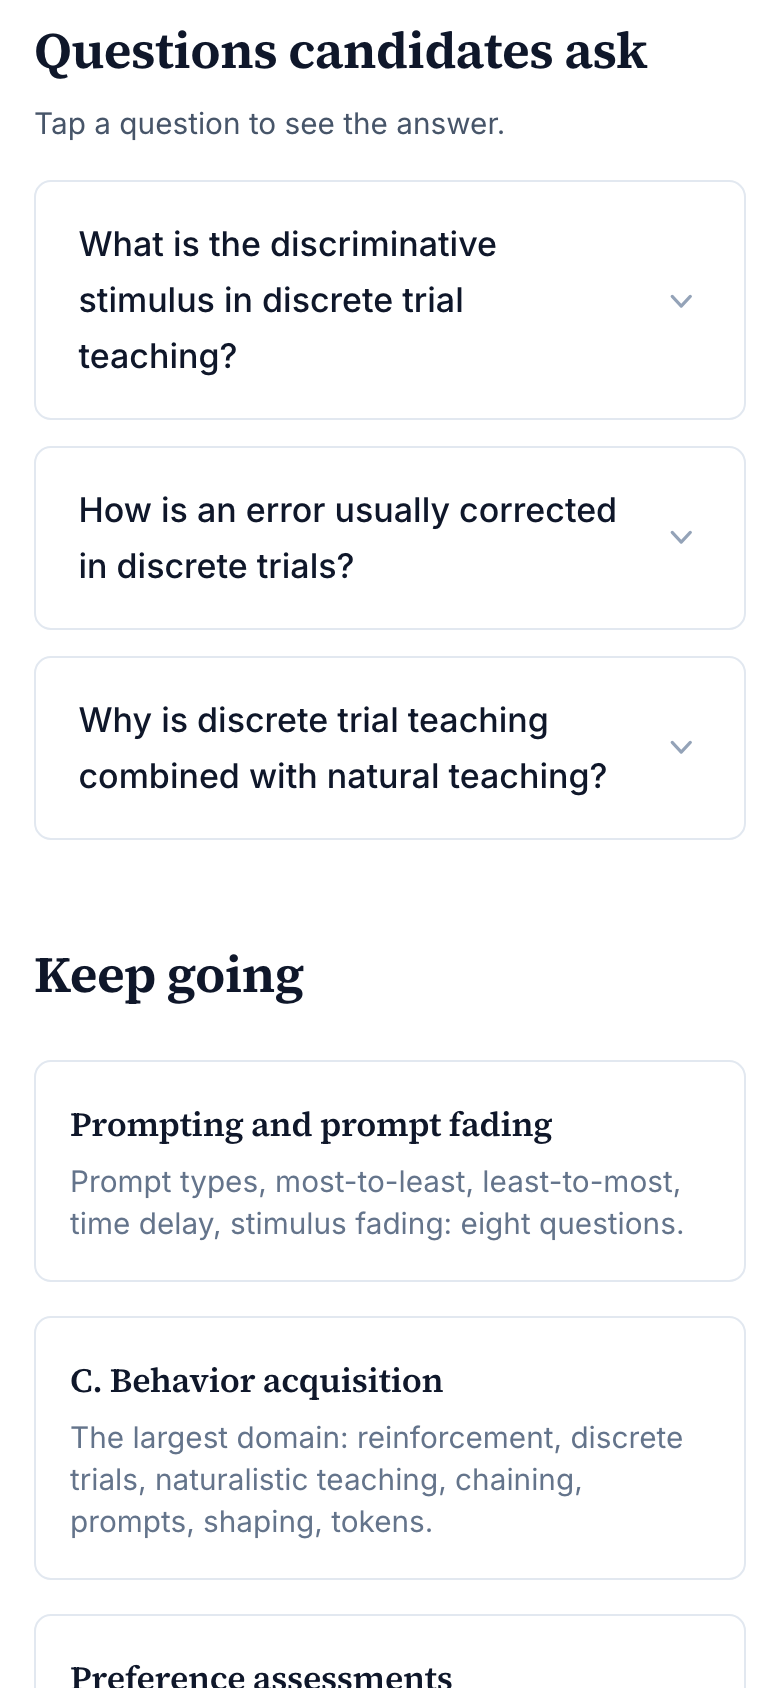 Questions candidates ask
Tap a question to see the answer.
What is the discriminative
stimulus in discrete trial
teaching?
How is an error usually corrected
in discrete trials?
Why is discrete trial teaching
combined with natural teaching?
Keep going
Prompting and prompt fading
Prompt types, most-to-least, least-to-most,
time delay, stimulus fading: eight questions.
C. Behavior acquisition
The largest domain: reinforcement, discrete
trials, naturalistic teaching, chaining,
prompts, shaping, tokens.
Preference assessments